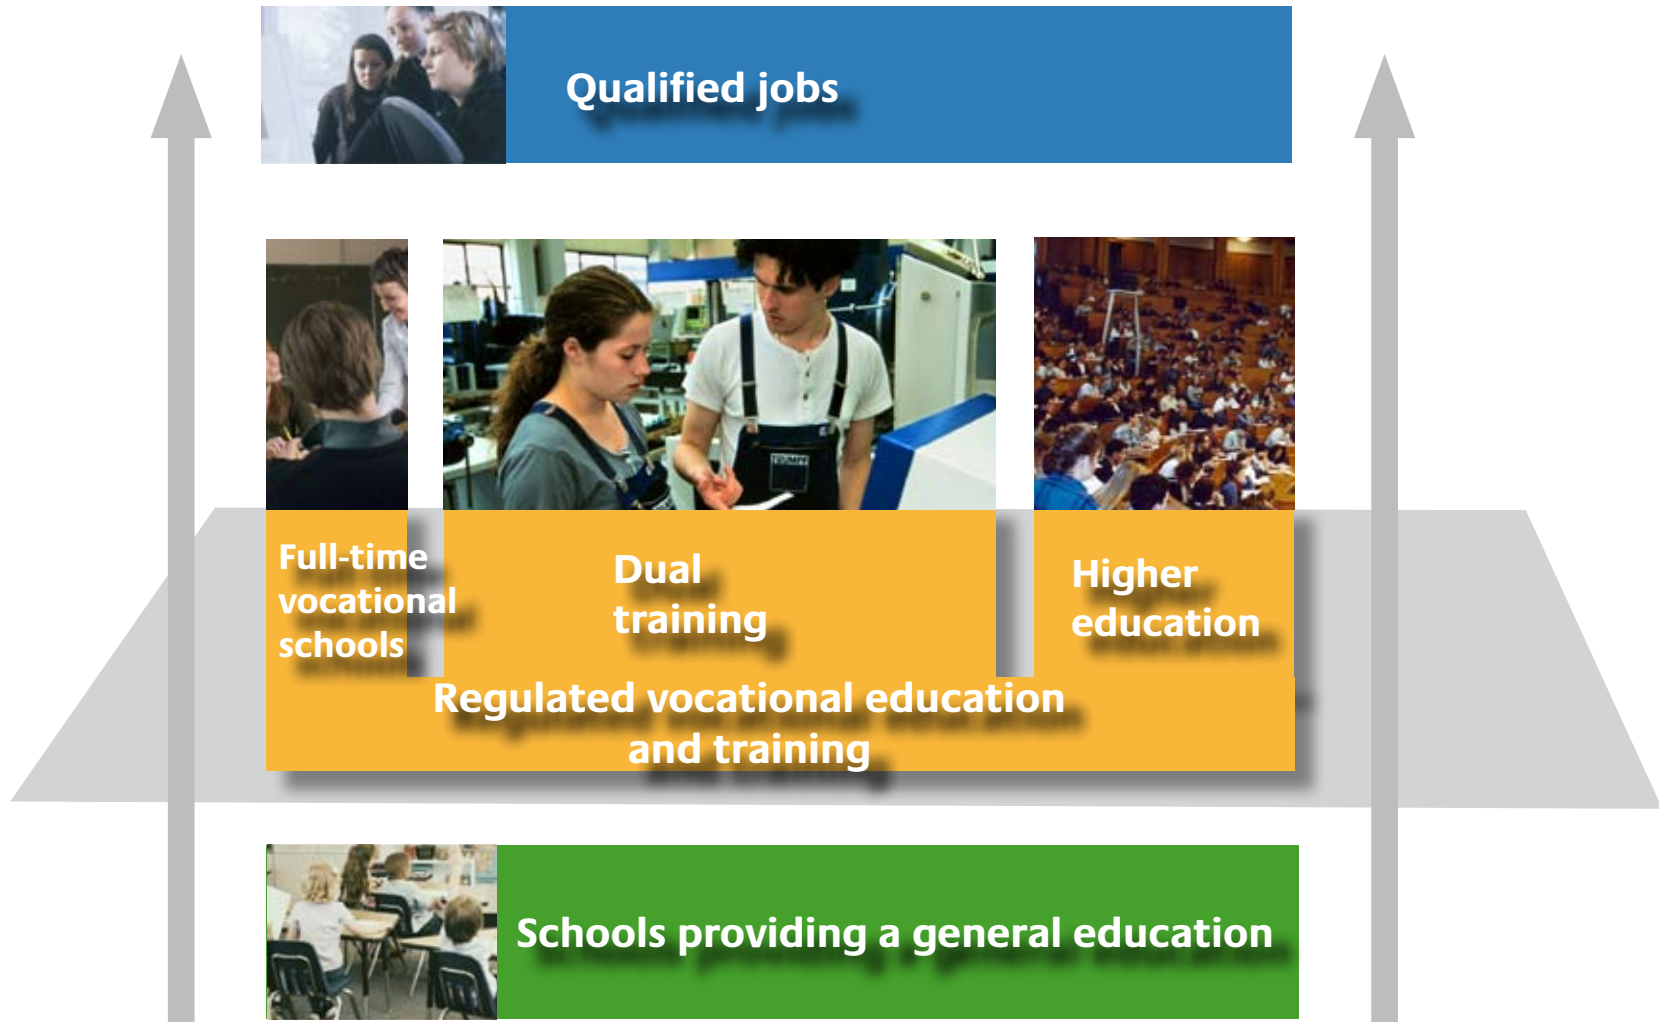 Qualified jobs
TRUMPF
Full-time
vocational
schools
Dual
training
Higher
education
Regulated vocational education
and training
Schools providing a general education